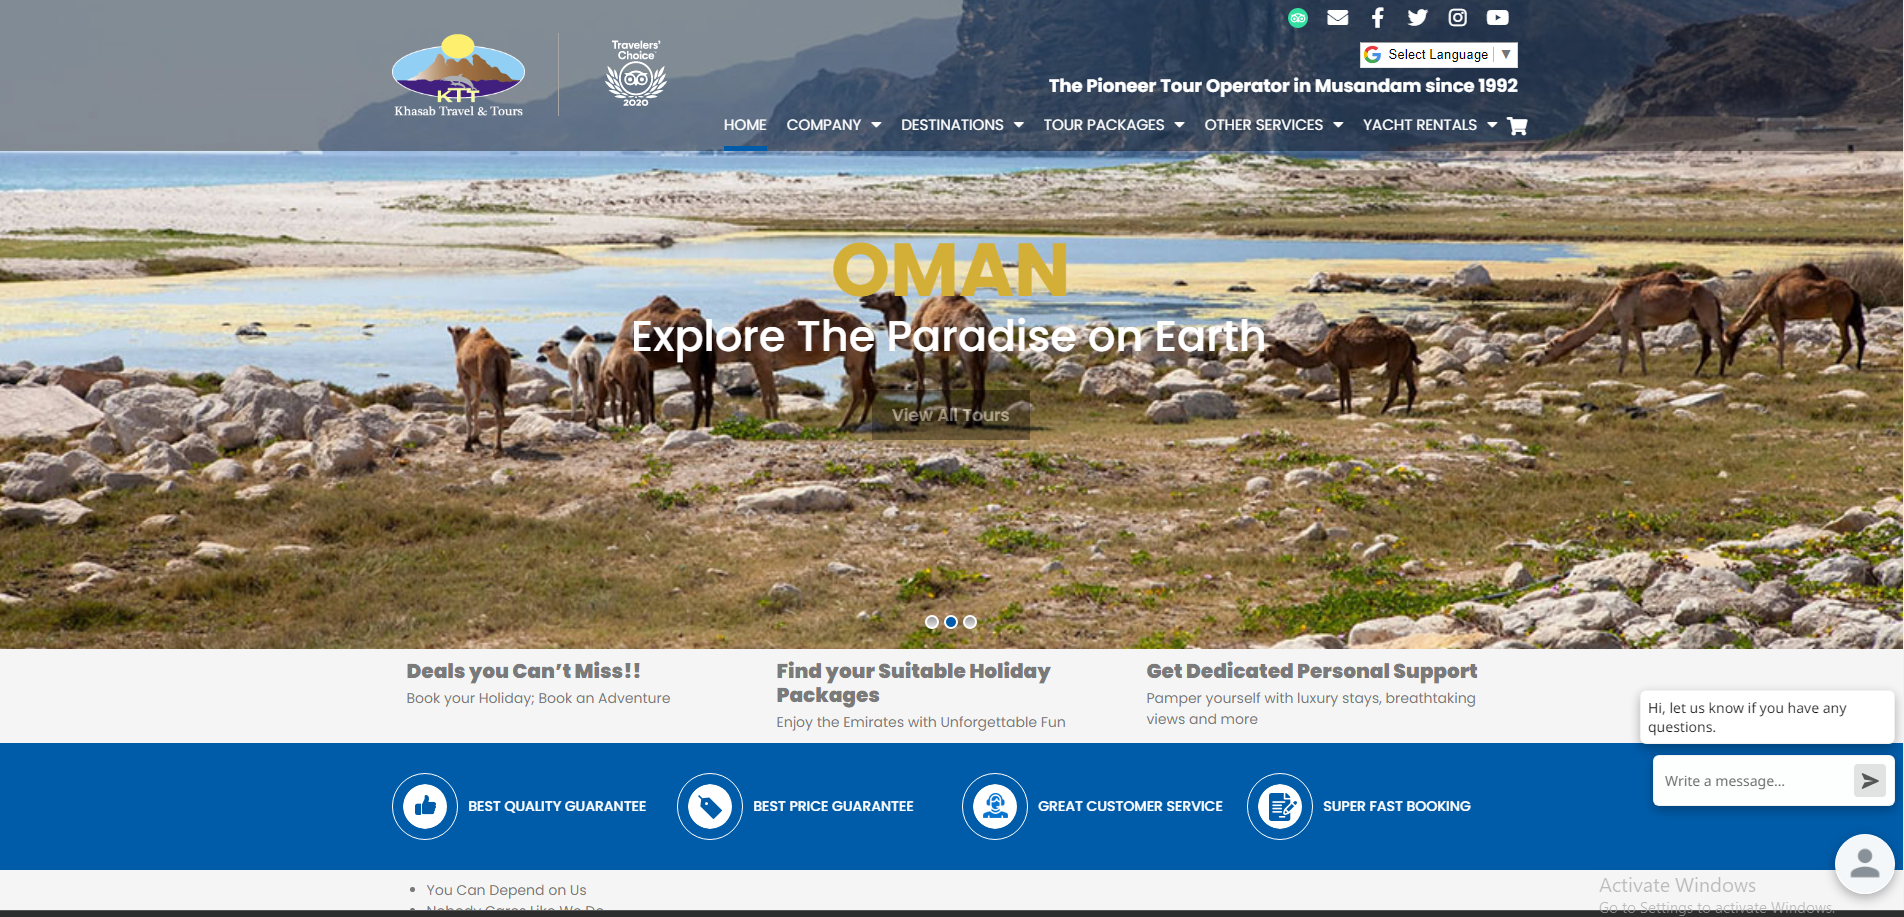 KTT
Khasab Travel & Tours
Travelers'
Choice
2020
Select Language ▼
The Pioneer Tour Operator in Musandam since 1992
HOME COMPANY DESTINATIONS TOUR PACKAGES OTHER SERVICES YACHT RENTALS
OMAN
Explore The Paradise on Earth
View All Tours
Deals you Can't Miss!!
Book your Holiday; Book an Adventure
Find your Suitable Holiday
Packages
Enjoy the Emirates with Unforgettable Fun
Get Dedicated Personal Support
Pamper yourself with luxury stays, breathtaking
views and more
Hi, let us know if you have any
questions.
Write a message...
BEST QUALITY GUARANTEE
BEST PRICE GUARANTEE
GREAT CUSTOMER SERVICE
SUPER FAST BOOKING
You Can Depend on Us
Nobody Cares Like We Do
Activate Windows
Go to Settings to activate Windows.